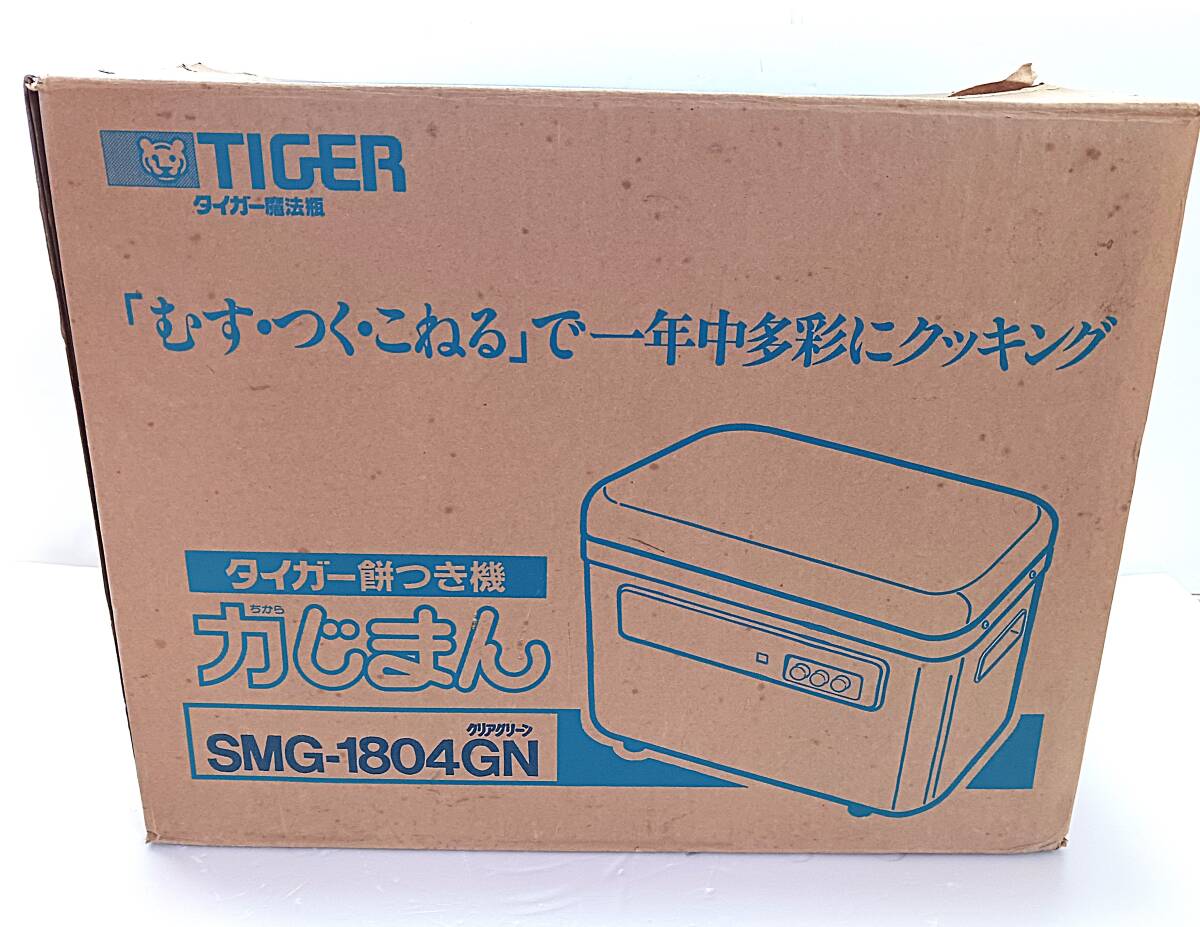 TIGER
タイガー魔法瓶
「むす・つく・こねる」で一年中多彩にクッキング
タイガー餅つき機
ちから
力じまん
クリアグリーン
SMG-1804GN